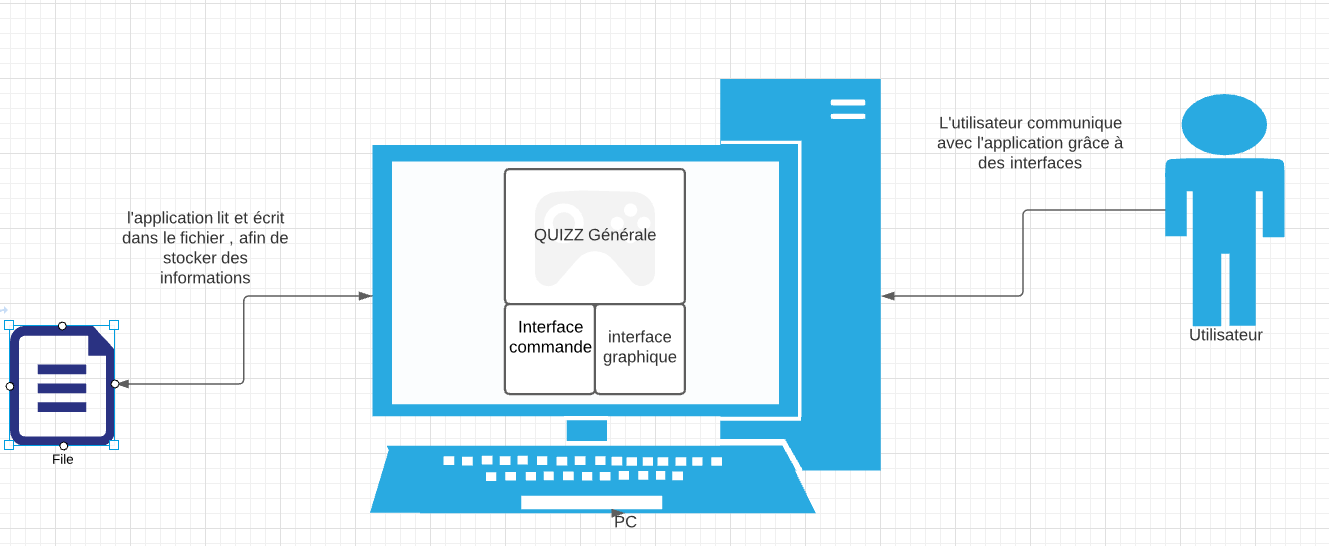 l'application lit et écrit
dans le fichier , afin de
stocker des
informations
File
QUIZZ Générale
Interface
commande
interface
graphique
PC
L'utilisateur communique
avec l'application grâce à
des interfaces
Utilisateur